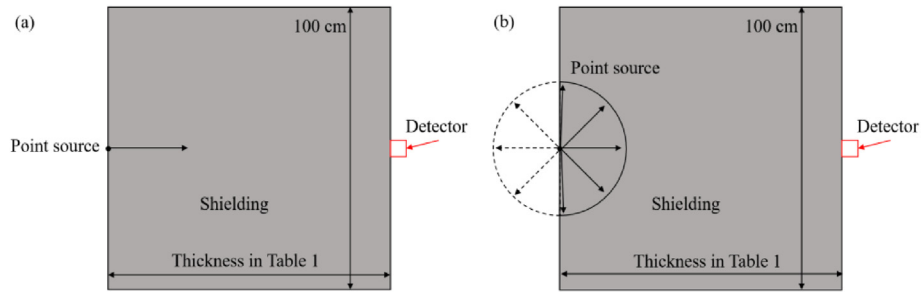 (a)
100 cm
Point source
Detector
Shielding
Thickness in Table 1
(b)
100 cm
Point source
Detector
Shielding
Thickness in Table 1